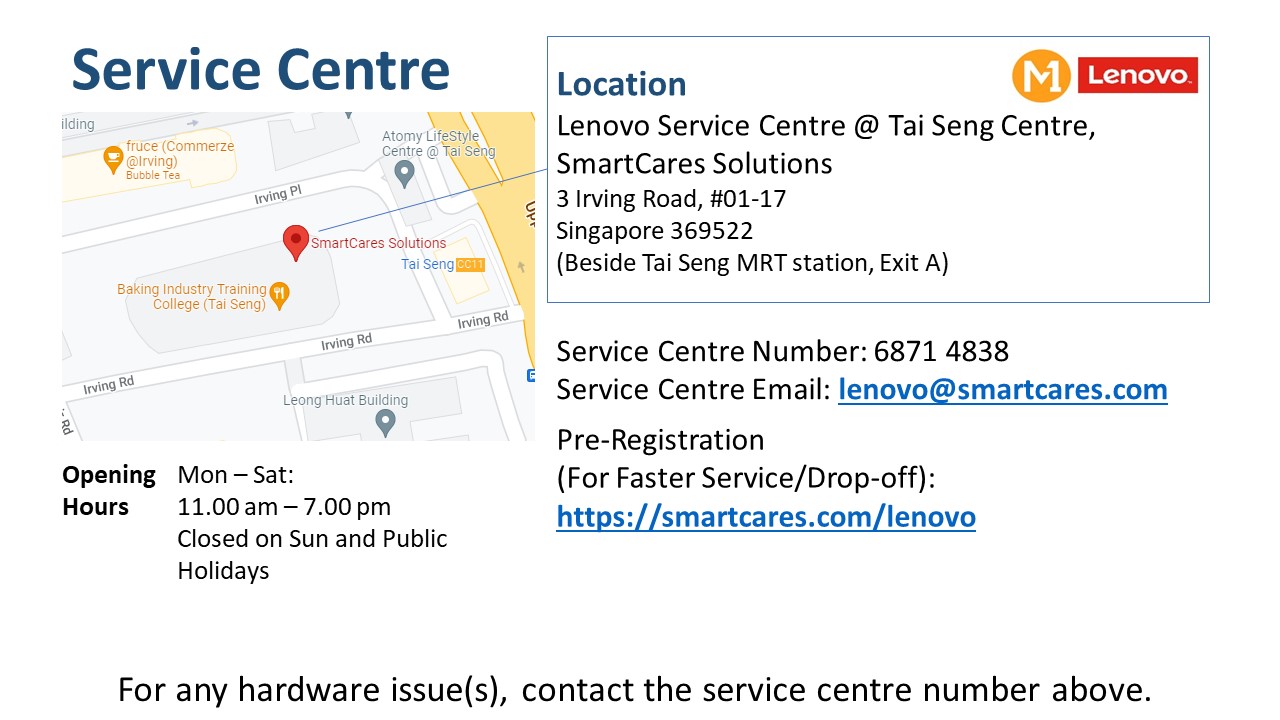 Service Centre
ilding
fruce (Commerze
@Irving)
Bubble Tea
Atomy LifeStyle
Centre @ Tai Seng
Irving Pl
SmartCares Solutions
Tai Seng CC11
Baking Industry Training
College (Tai Seng)
Irving Rd
Irving Rd
Irving Rd
Leong Huat Building
Rd
Upp
E
Opening Hours
Mon – Sat:
11.00 am – 7.00 pm
Closed on Sun and Public
Holidays
M1 Lenovo
Location
Lenovo Service Centre @ Tai Seng Centre,
SmartCares Solutions
3 Irving Road, #01-17
Singapore 369522
(Beside Tai Seng MRT station, Exit A)
Service Centre Number: 6871 4838
Service Centre Email: lenovo@smartcares.com
Pre-Registration
(For Faster Service/Drop-off):
https://smartcares.com/lenovo
For any hardware issue(s), contact the service centre number above.